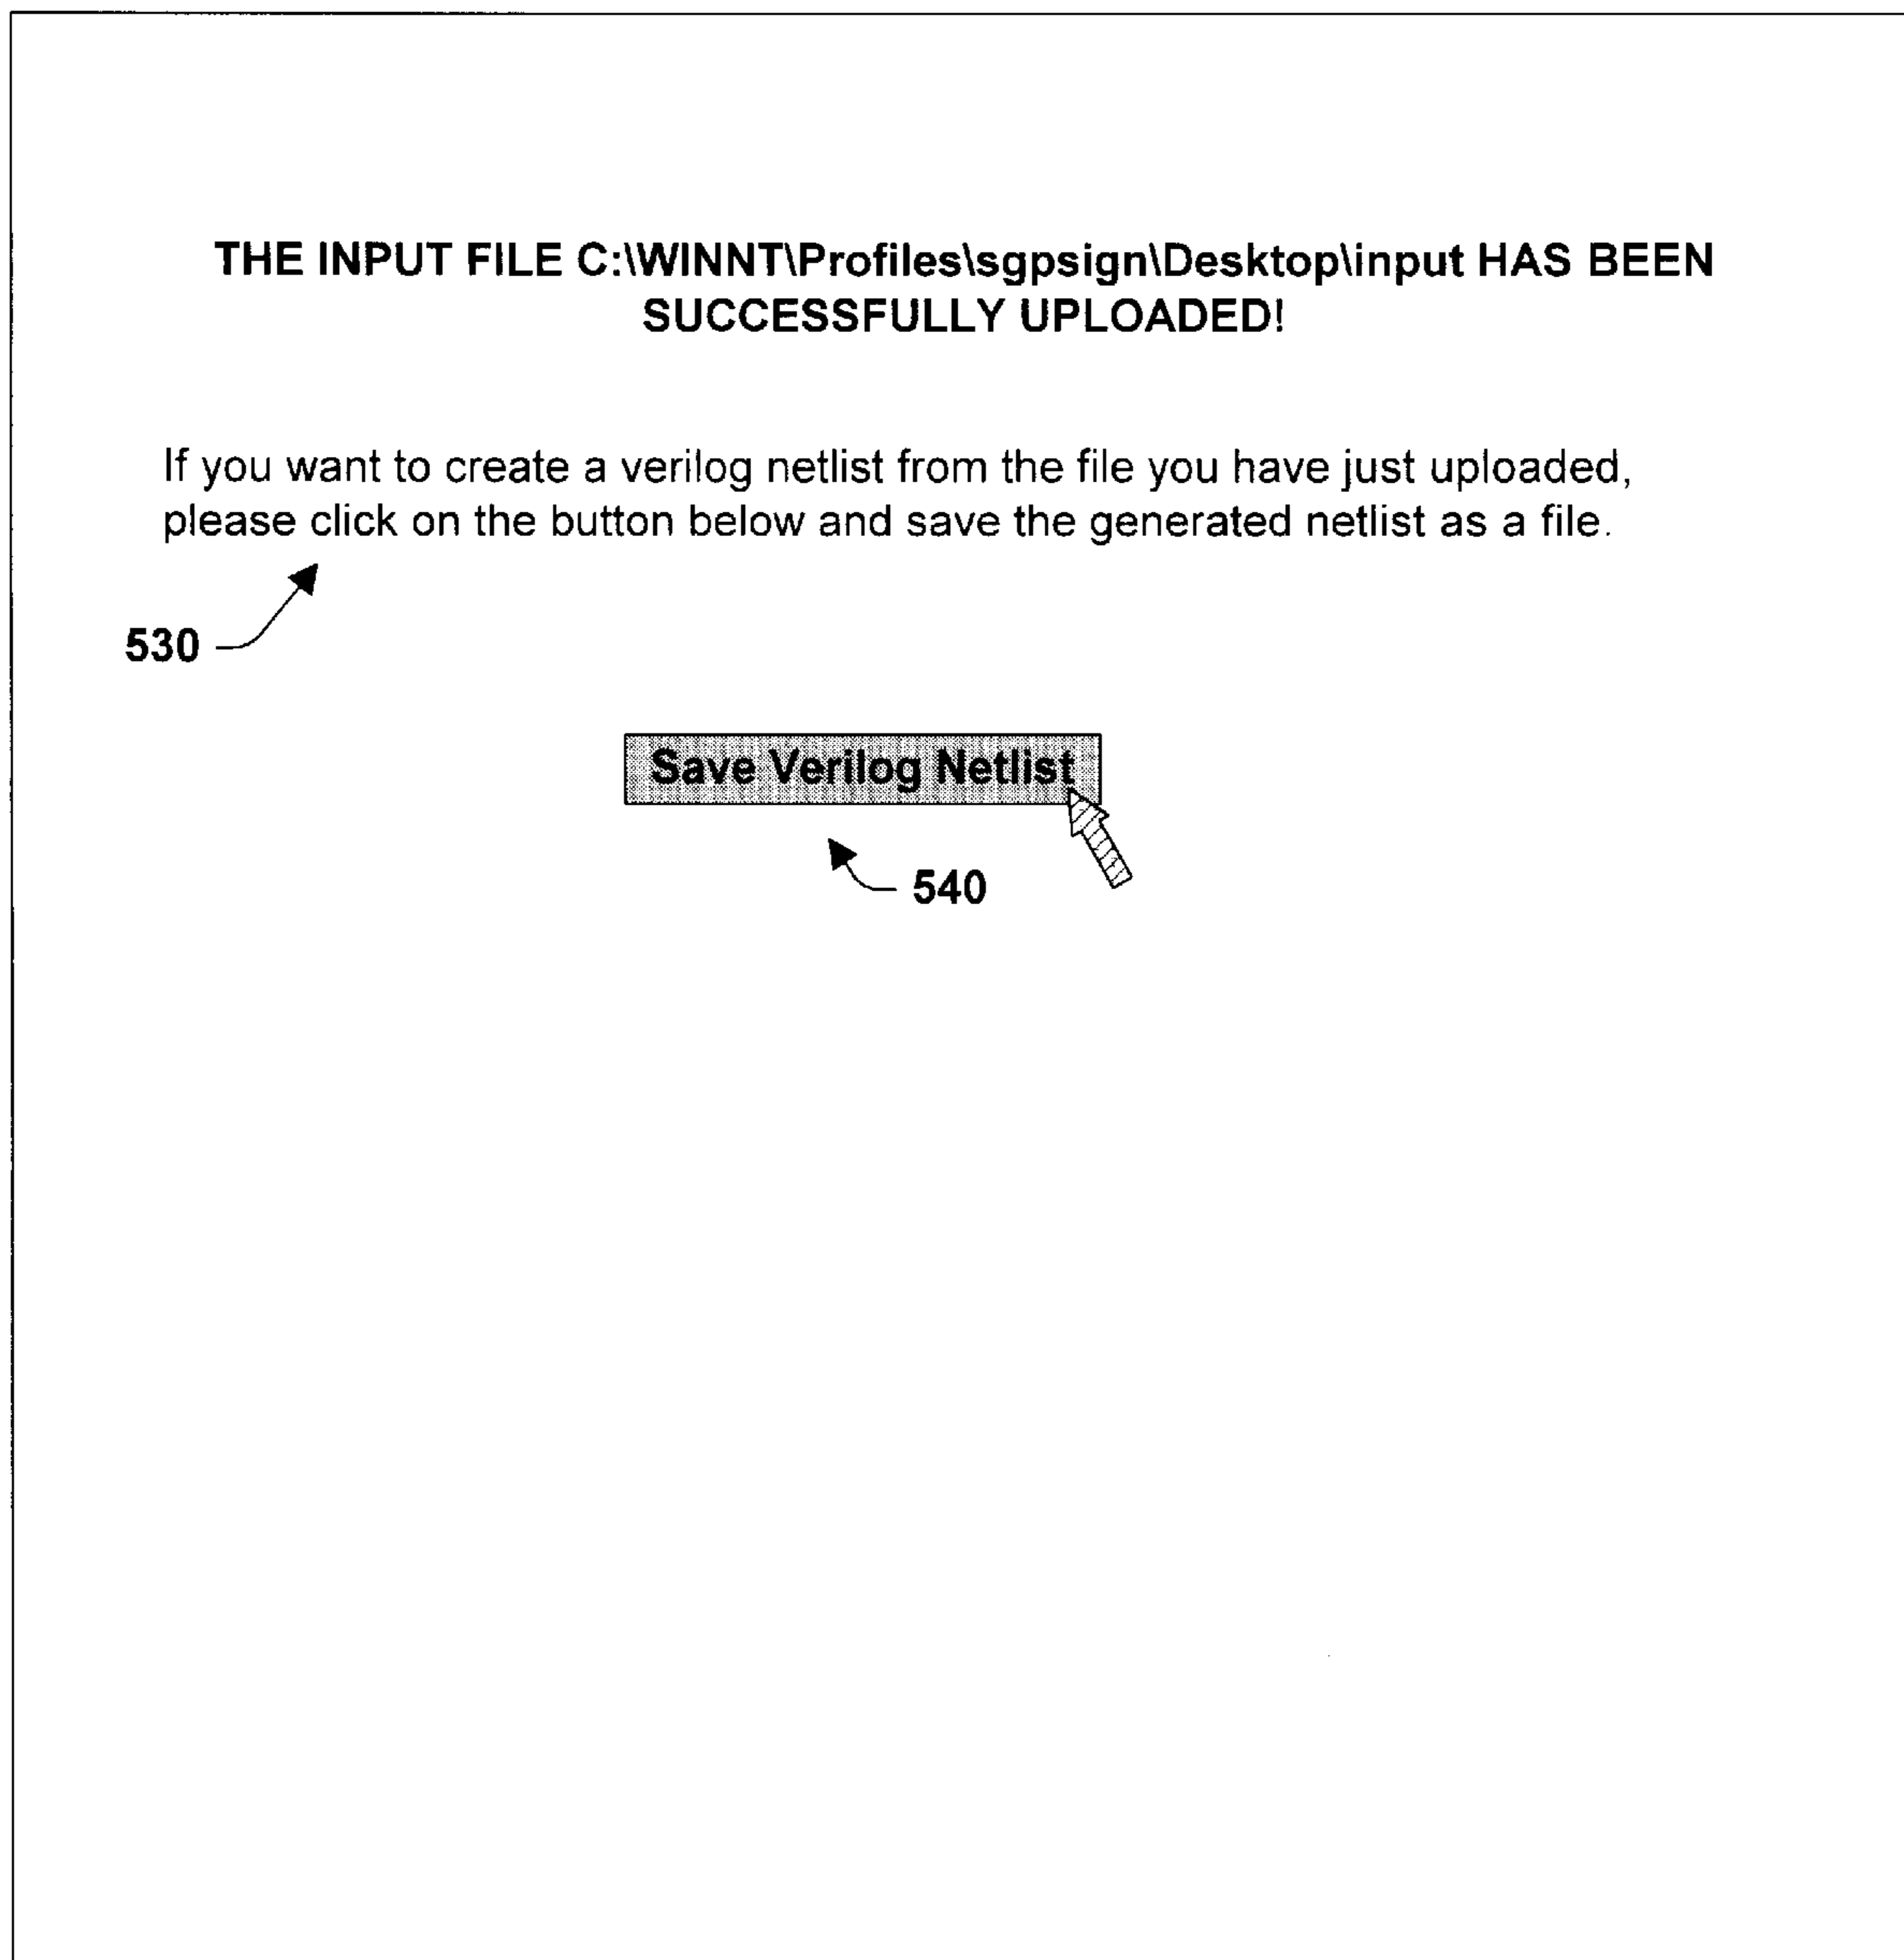 THE INPUT FILE C:\WINNT\Profiles\sgpsign\Desktop\input HAS BEEN
SUCCESSFULLY UPLOADED!
If you want to create a verilog netlist from the file you have just uploaded,
please click on the button below and save the generated netlist as a file.
530
Save Verilog Netlist
540